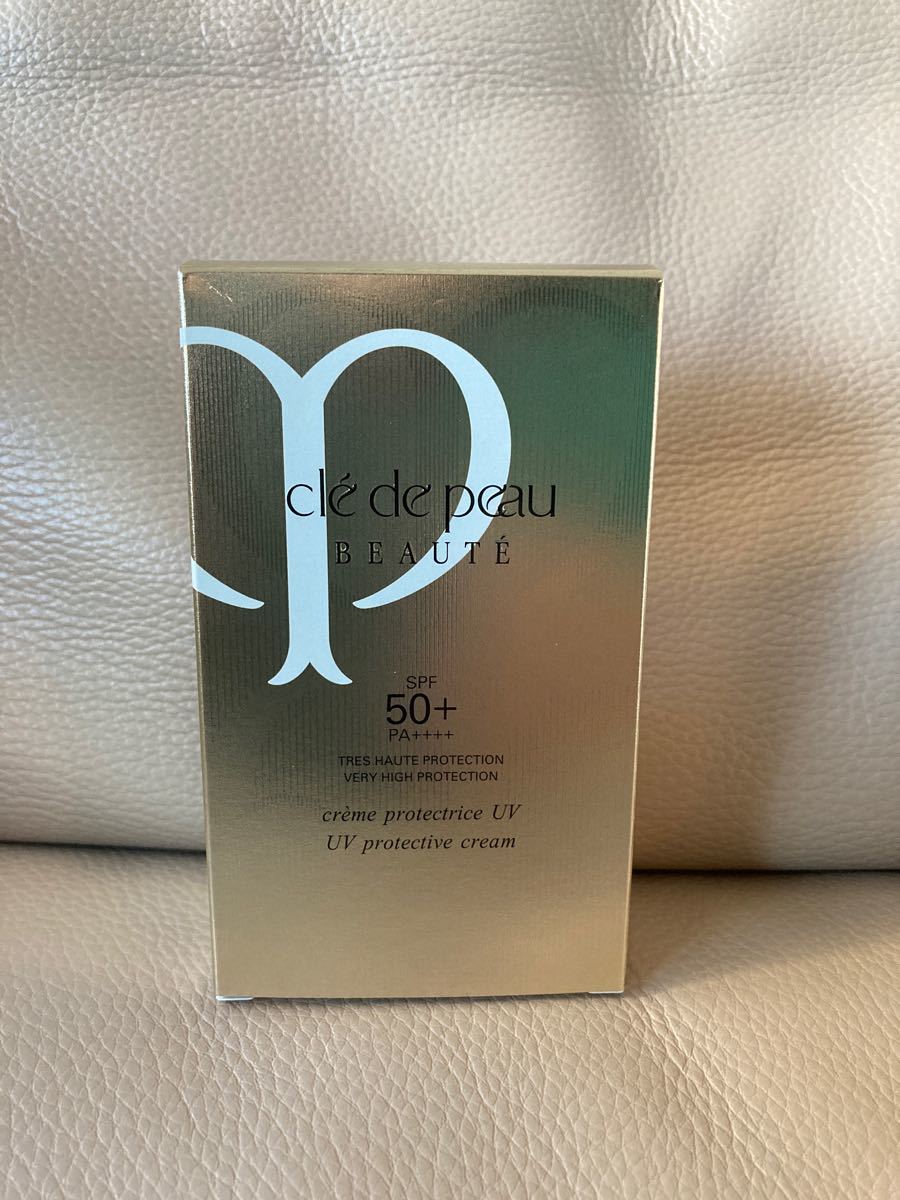 clé de peau
BEAUTÉ
SPF
50+
PA++++
TRES HAUTE PROTECTION
VERY HIGH PROTECTION
crème protectrice UV
UV protective cream